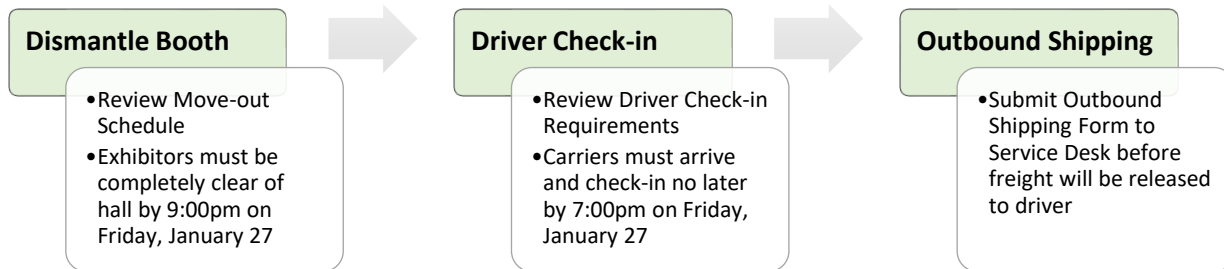 Dismantle Booth
•Review Move-out
Schedule
•Exhibitors must be
completely clear of
hall by 9:00pm on
Friday, January 27
Driver Check-in
•Review Driver Check-in
Requirements
•Carriers must arrive
and check-in no later
by 7:00pm on Friday,
January 27
Outbound Shipping
•Submit Outbound
Shipping Form to
Service Desk before
freight will be released
to driver